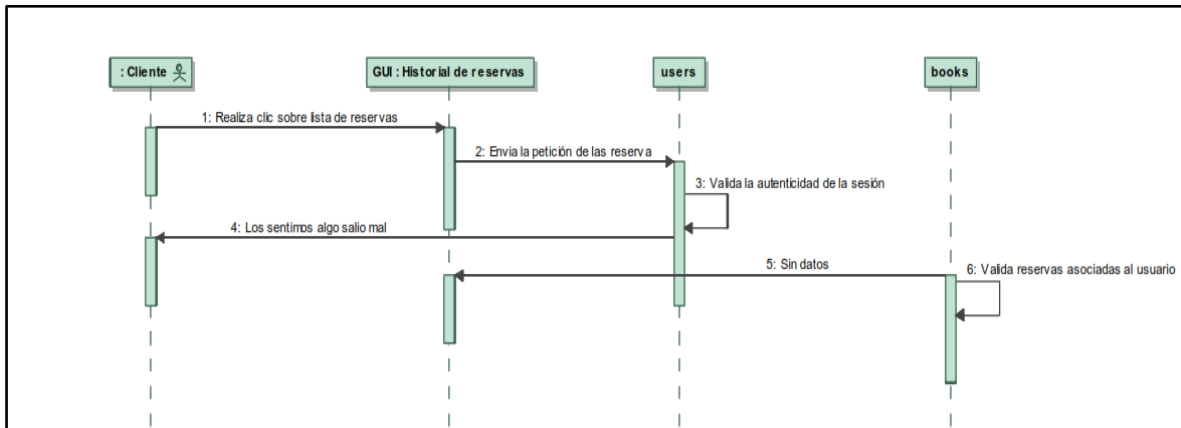 : Cliente
GUI : Historial de reservas
users
books
1: Realiza clic sobre lista de reservas
2: Envia la petición de las reserva
3: Valida la autenticidad de la sesión
4: Los sentimos algo salio mal
5: Sin datos
6: Valida reservas asociadas al usuario